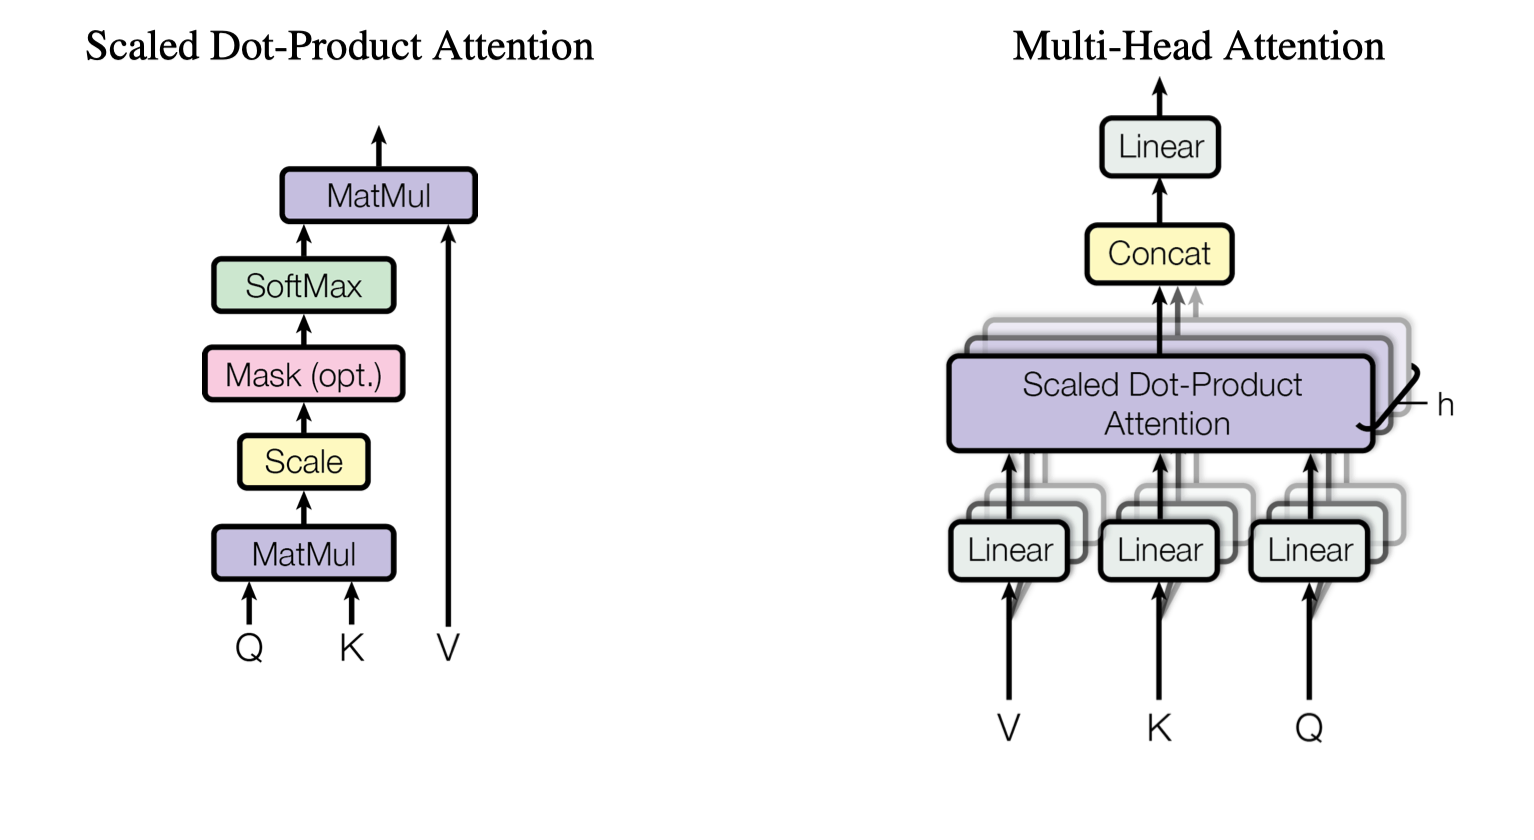 Scaled Dot-Product Attention
MatMul
SoftMax
Mask (opt.)
Scale
MatMul
Q K V
Multi-Head Attention
Linear
Concat
Scaled Dot-Product
Attention
h
Linear Linear Linear
V K Q